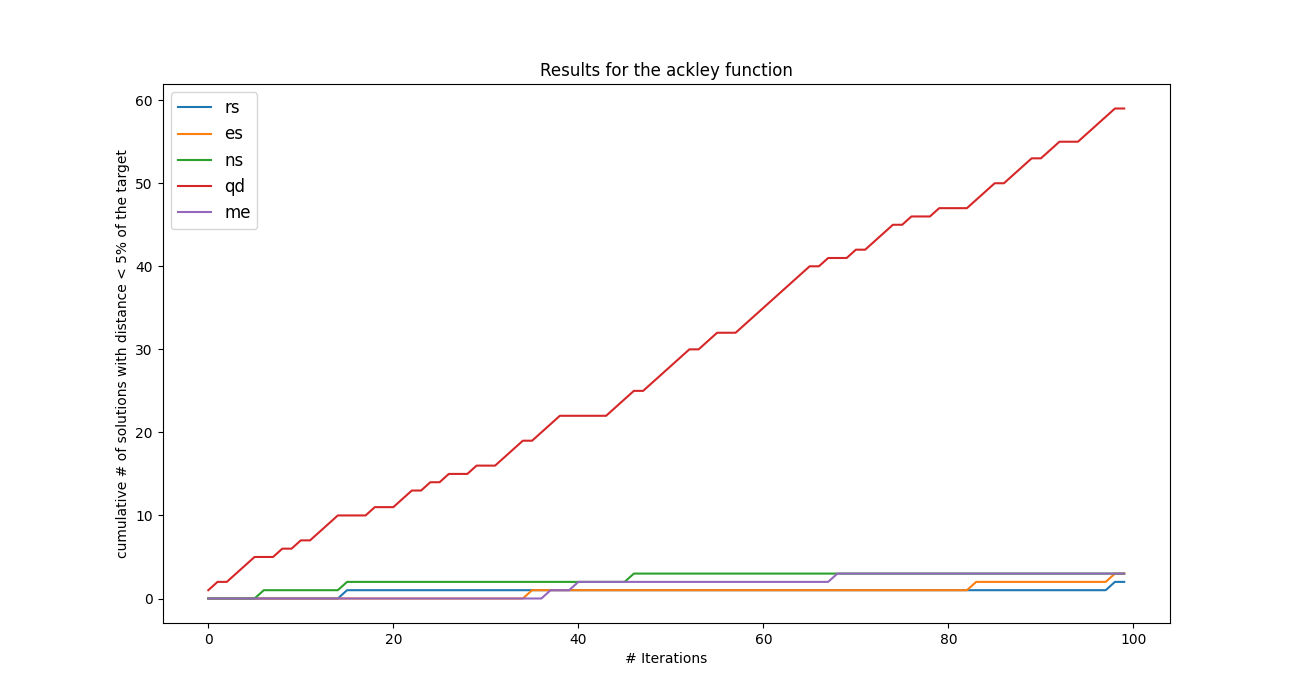 Results for the ackley function
rs
es
ns
qd
me
cumulative # of solutions with distance < 5% of the target
60
50
40
30
20
10
0
0 20 40 60 80 100
# Iterations